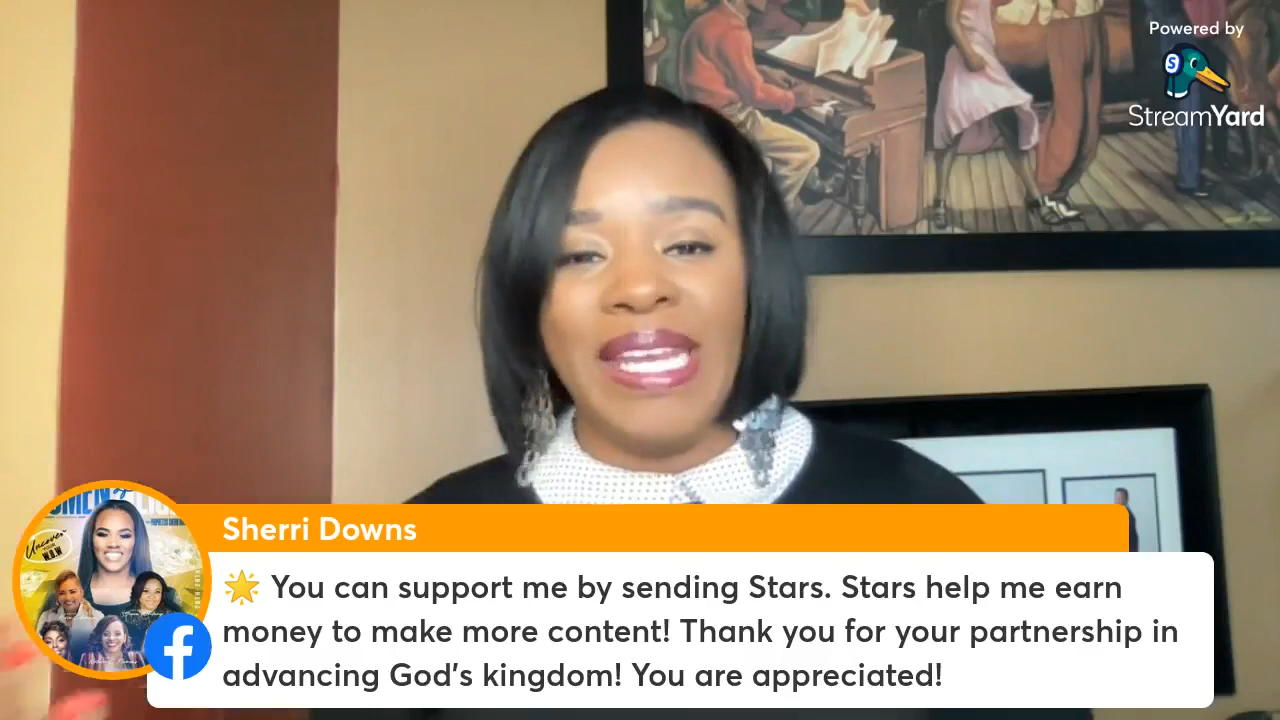 Powered by
S
StreamYard
Sherri Downs
🌟 You can support me by sending Stars. Stars help me earn
money to make more content! Thank you for your partnership in
advancing God's kingdom! You are appreciated!
Uncover
W.O.W.
f